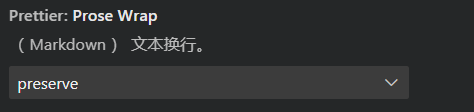 Prettier: Prose Wrap
（Markdown） 文本换行。
preserve